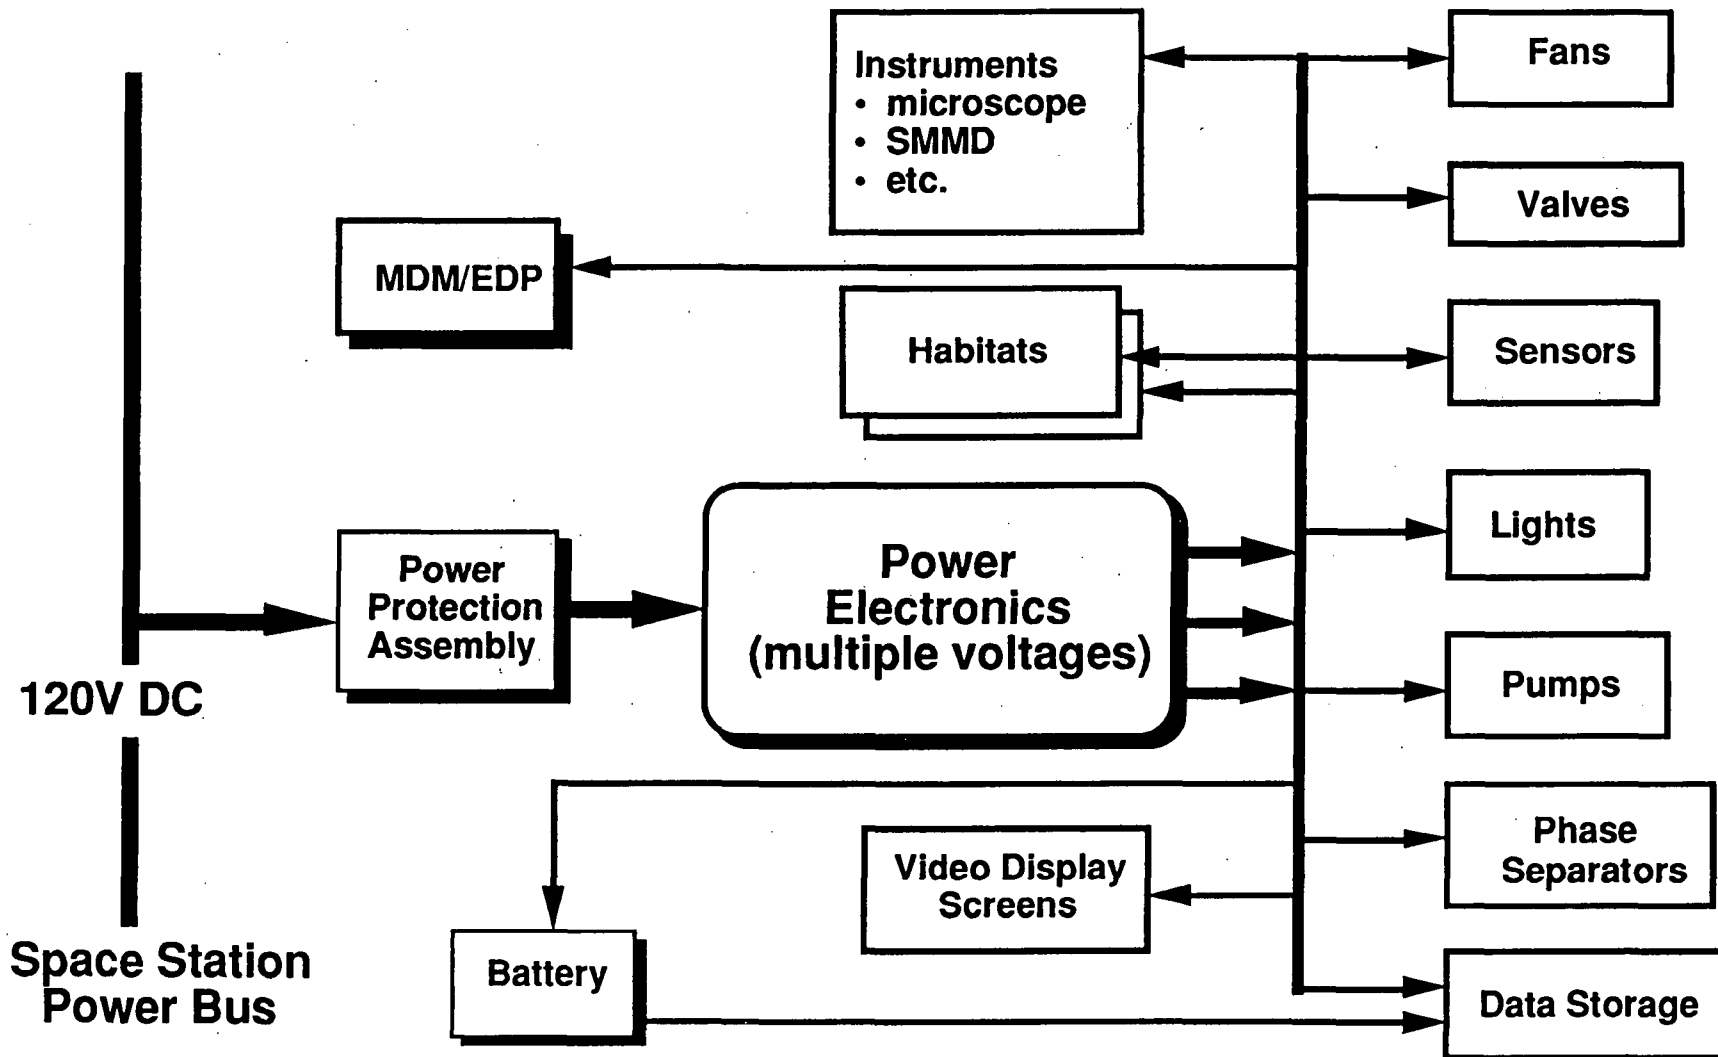 Instruments
• microscope
• SMMD
• etc.
Fans
Valves
MDM/EDP
Habitats
Sensors
Power
Protection
Assembly
Power
Electronics
(multiple voltages)
Lights
Pumps
120V DC
Phase
Separators
Video Display
Screens
Battery
Data Storage
Space Station
Power Bus